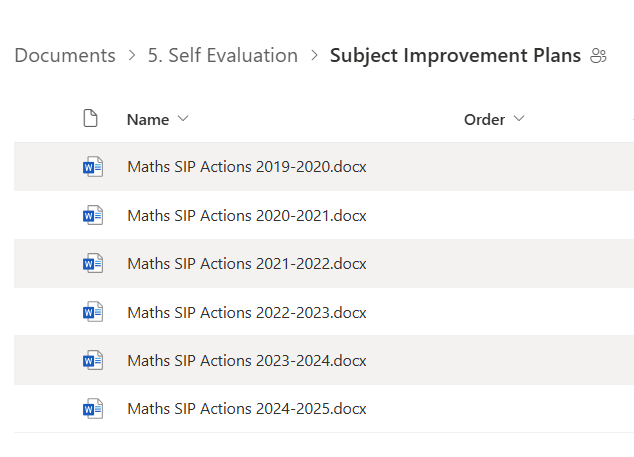 Documents > 5. Self Evaluation > Subject Improvement Plans
Name Order
Maths SIP Actions 2019-2020.docx
Maths SIP Actions 2020-2021.docx
Maths SIP Actions 2021-2022.docx
Maths SIP Actions 2022-2023.docx
Maths SIP Actions 2023-2024.docx
Maths SIP Actions 2024-2025.docx